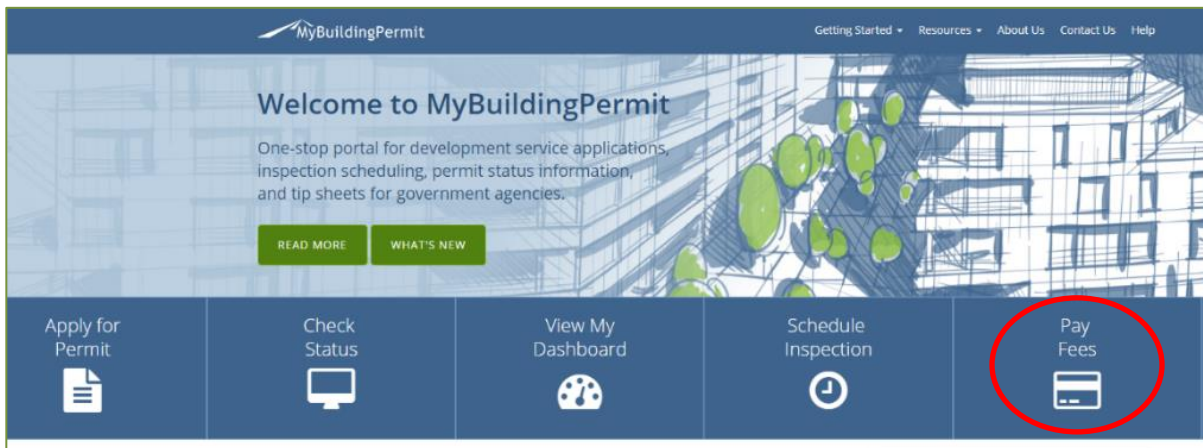 MyBuildingPermit
Getting Started Resources About Us Contact Us Help
Welcome to MyBuildingPermit
One-stop portal for development service applications,
inspection scheduling, permit status information,
and tip sheets for government agencies.
READ MORE WHAT'S NEW
Apply for
Permit
Check
Status
View My
Dashboard
Schedule
Inspection
Pay
Fees